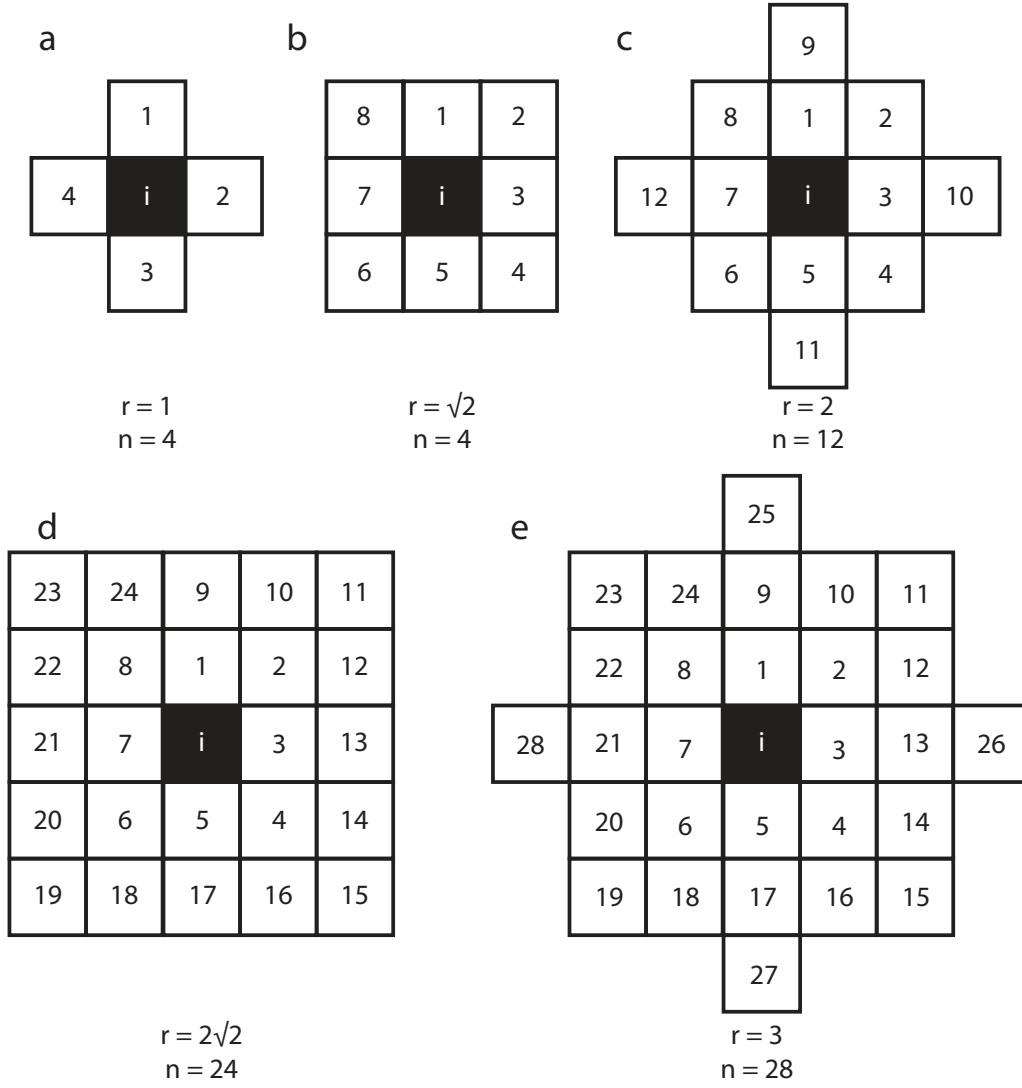 a
b
c
9
1
8 1 2
8 1 2
4 i 2
7 i 3
12 7 i 3 10
3
6 5 4
6 5 4
11
r = 1
n = 4
r = √2
n = 4
r = 2
n = 12
d
23 24 9 10 11
22 8 1 2 12
21 7 i 3 13
20 6 5 4 14
19 18 17 16 15
r = 2√2
n = 24
e
25
23 24 9 10 11
22 8 1 2 12
28 21 7 i 3 13 26
20 6 5 4 14
19 18 17 16 15
27
r = 3
n = 28